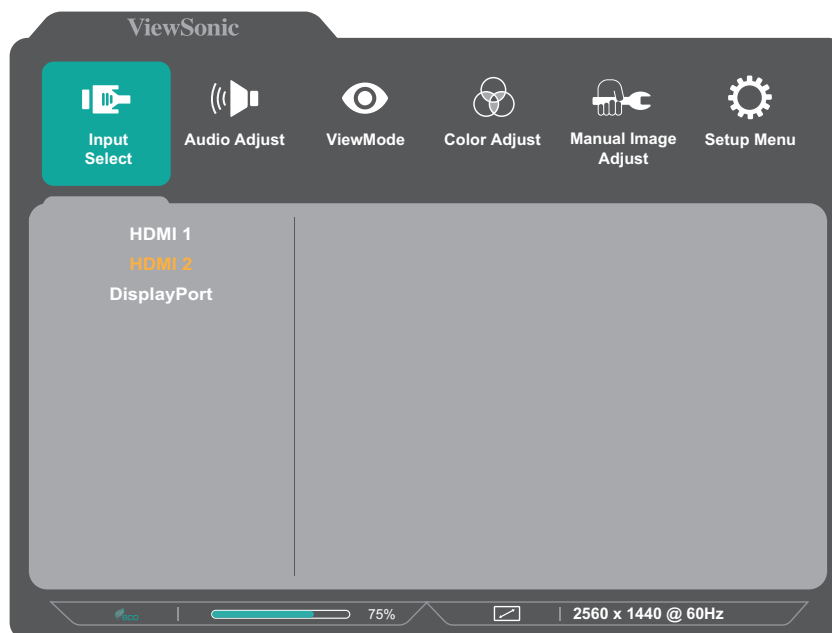 ViewSonic
Input
Select
Audio Adjust
ViewMode
Color Adjust
Manual Image
Adjust
Setup Menu
HDMI 1
HDMI 2
DisplayPort
eco
75%
2560 x 1440 @ 60Hz